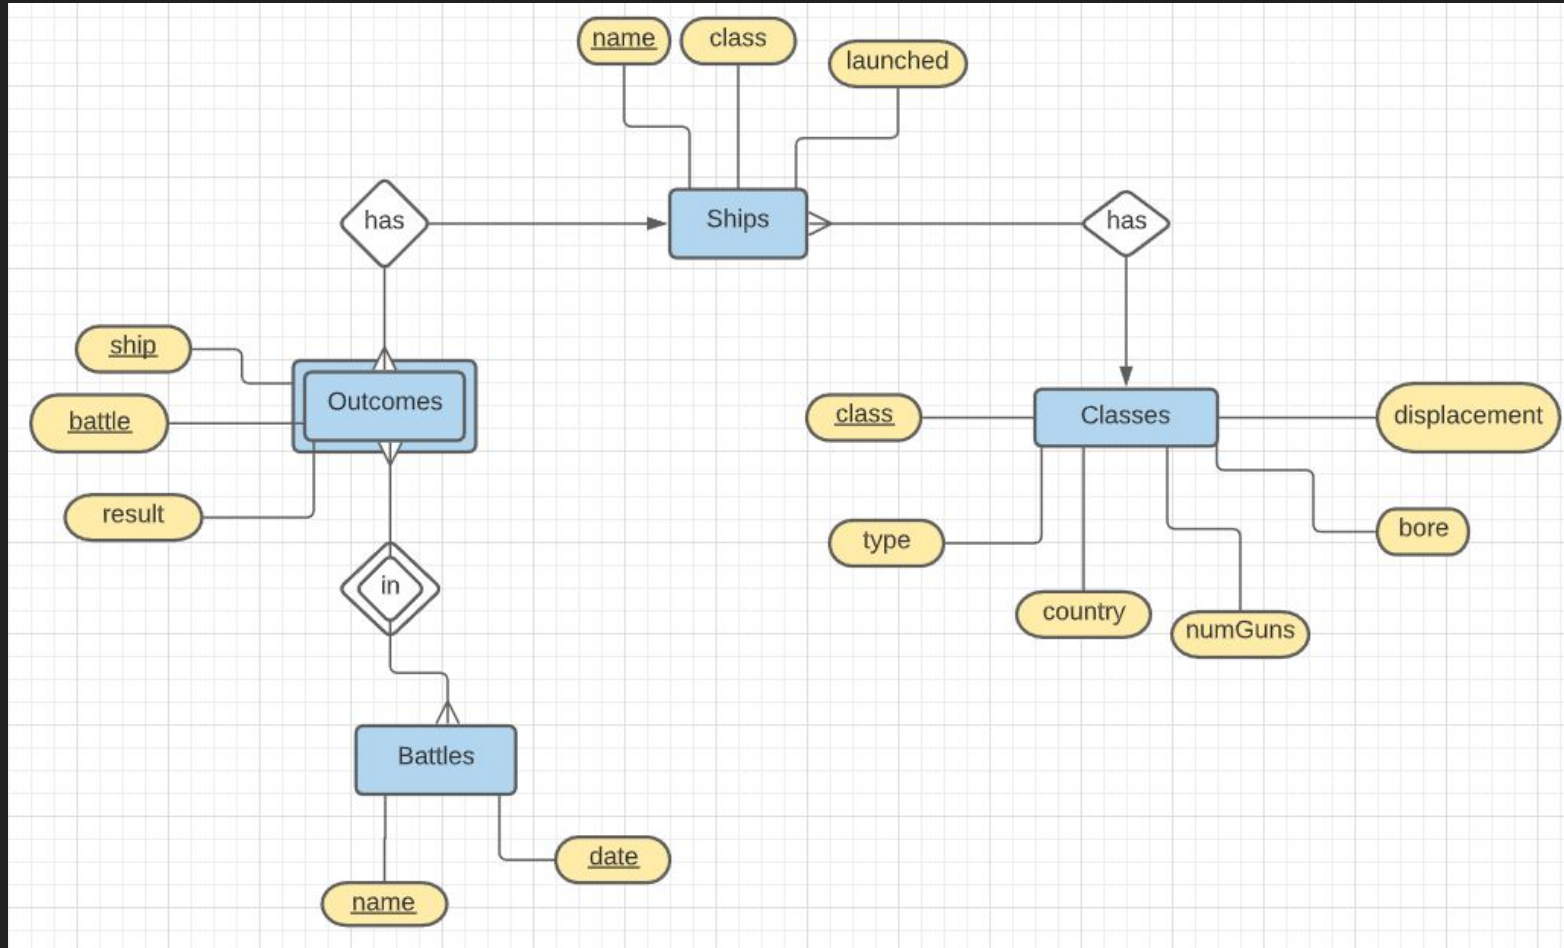 name
class
launched
has
Ships
has
ship
battle
result
Outcomes
in
Battles
name
date
class
Classes
displacement
type
country
numGuns
bore